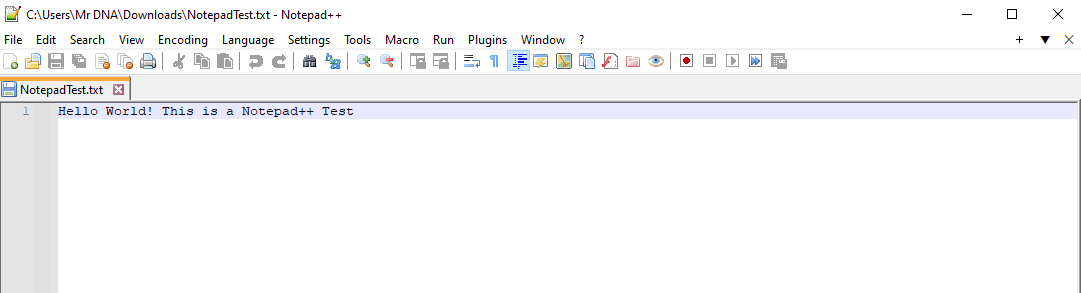 C:\Users\Mr DNA\Downloads\NotepadTest.txt - Notepad++
File Edit Search View Encoding Language Settings Tools Macro Run Plugins Window ?
NotepadTest.txt
1 Hello World! This is a Notepad++ Test